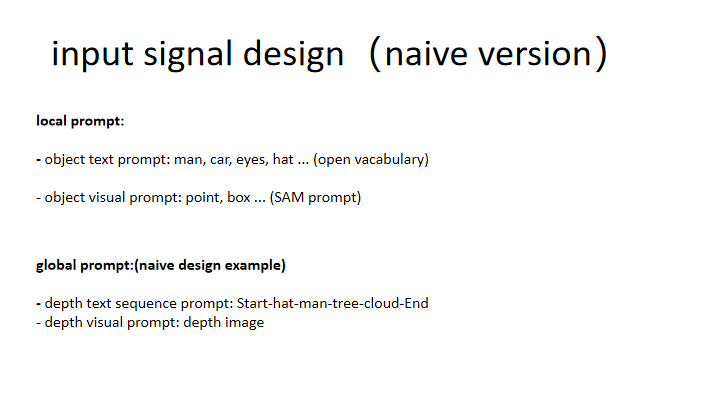 input signal design（naive version）
local prompt:
- object text prompt: man, car, eyes, hat ... (open vacabulary)
- object visual prompt: point, box ... (SAM prompt)
global prompt:(naive design example)
- depth text sequence prompt: Start-hat-man-tree-cloud-End
- depth visual prompt: depth image